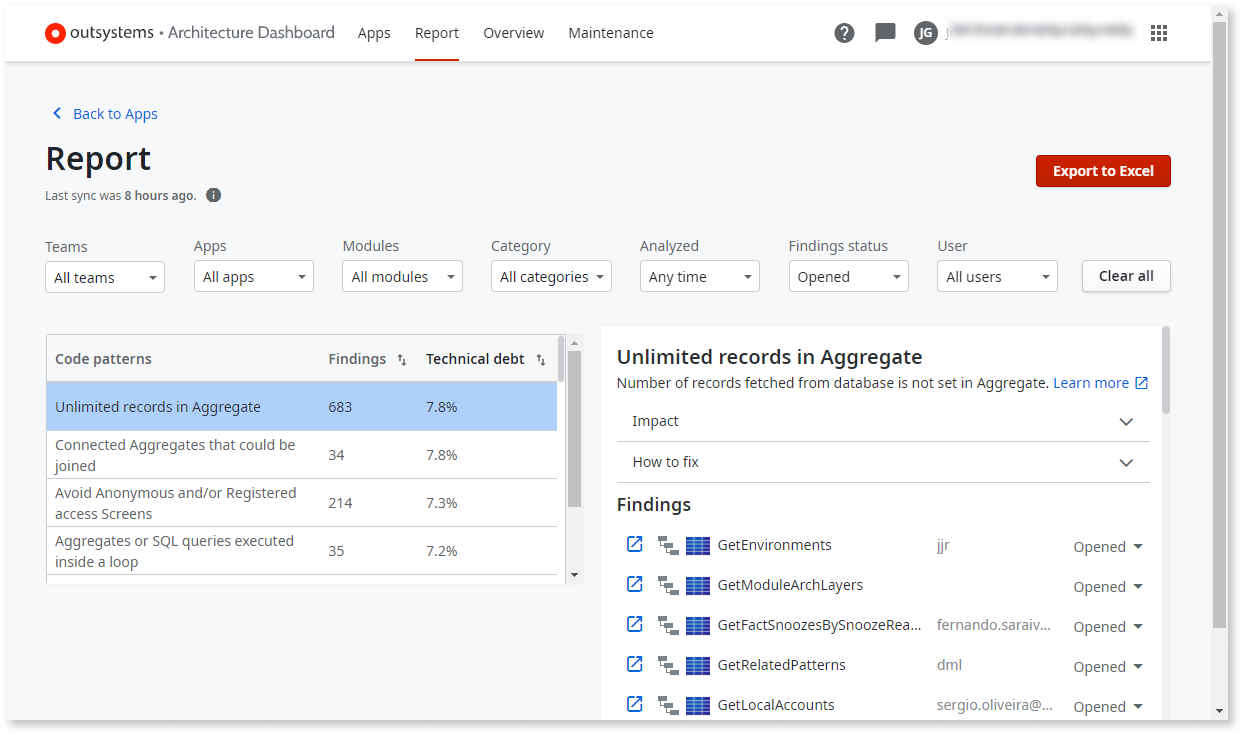 outsystems • Architecture Dashboard Apps Report Overview Maintenance ? JG
Back to Apps
Report
Export to Excel
Last sync was 8 hours ago. i
Teams Apps Modules Category Analyzed Findings status User
All teams All apps All modules All categories Any time Opened All users Clear all
Code patterns Findings Technical debt
Unlimited records in Aggregate 683 7.8%
Connected Aggregates that could be
joined 34 7.8%
Avoid Anonymous and/or Registered
access Screens 214 7.3%
Aggregates or SQL queries executed
inside a loop 35 7.2%
Unlimited records in Aggregate
Number of records fetched from database is not set in Aggregate. Learn more
Impact
How to fix
Findings
GetEnvironments jjr Opened
GetModuleArchLayers Opened
GetFactSnoozesBySnoozeRea... fernando.saraiv... Opened
GetRelatedPatterns dml Opened
GetLocalAccounts sergio.oliveira@... Opened